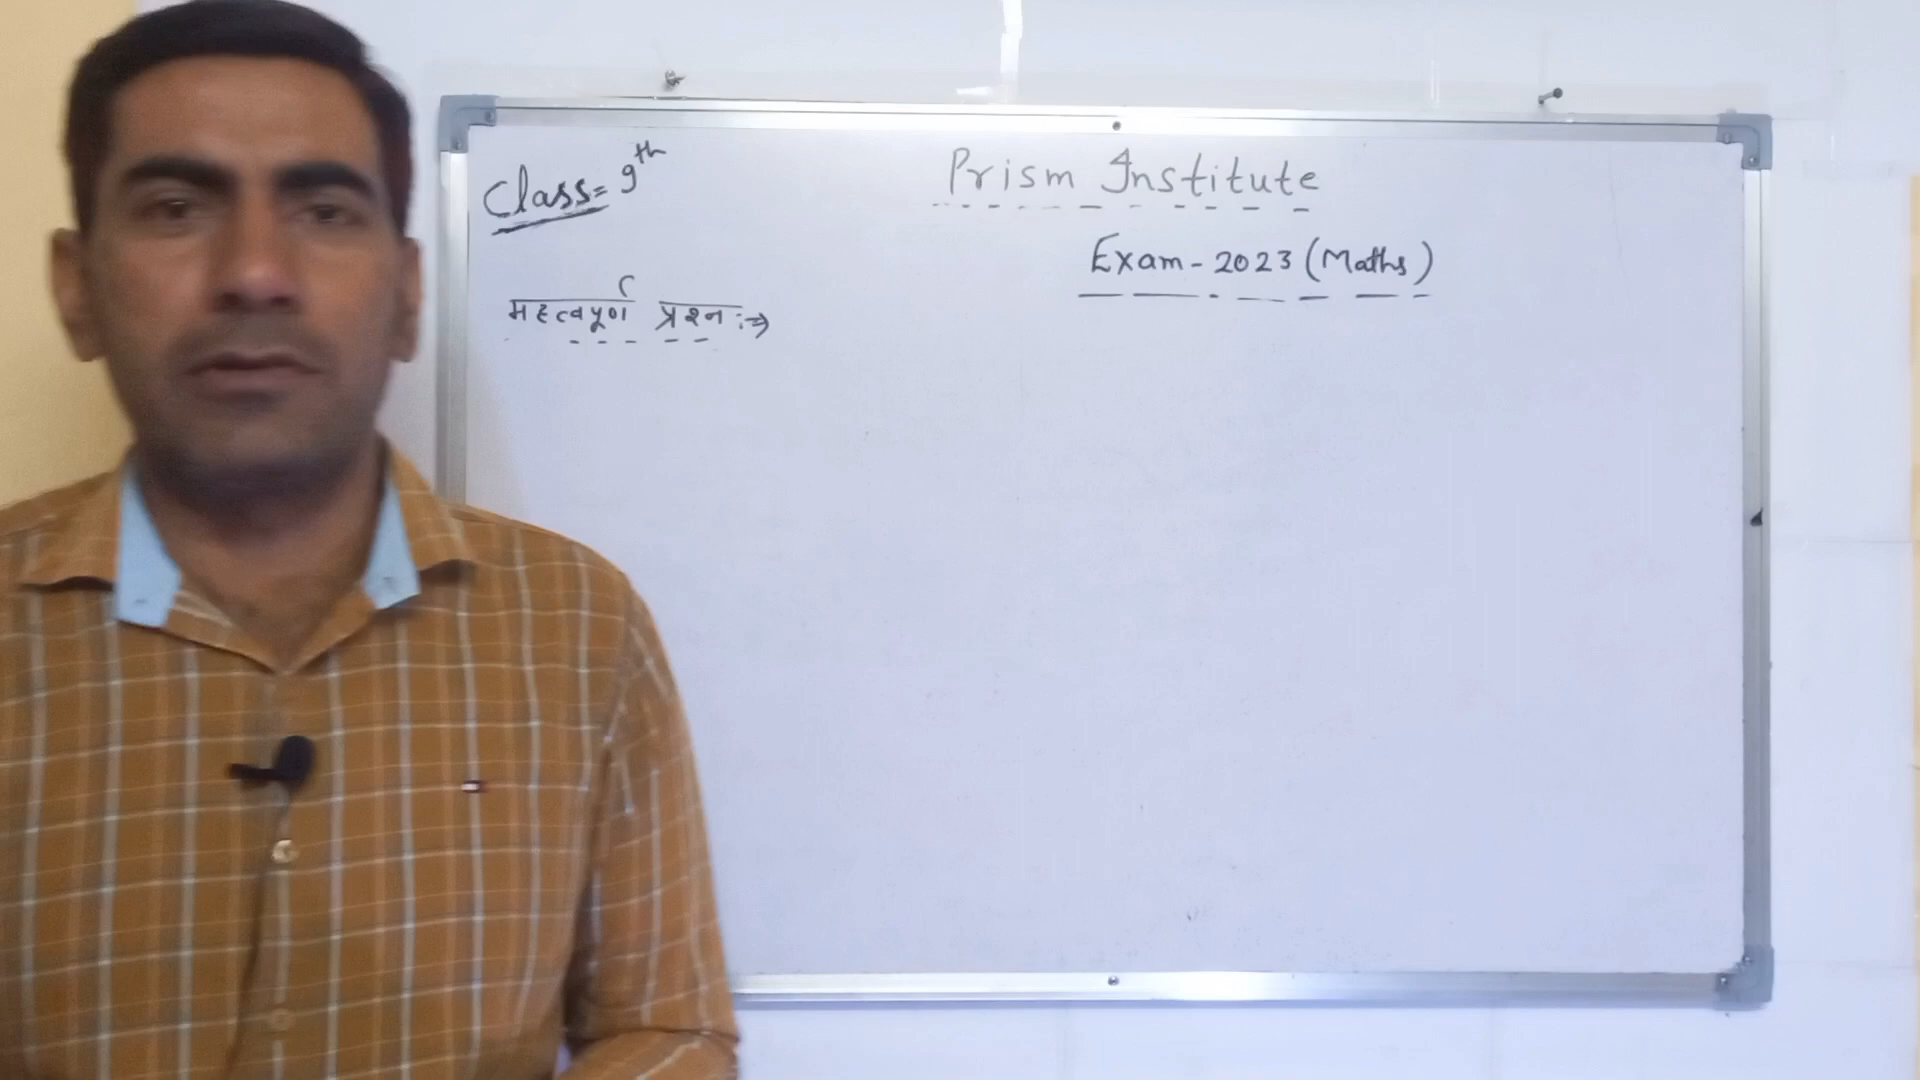 Class = 9th
Prism Institute
Exam - 2023 (Maths)
महत्वपूर्ण प्रश्न :⇒